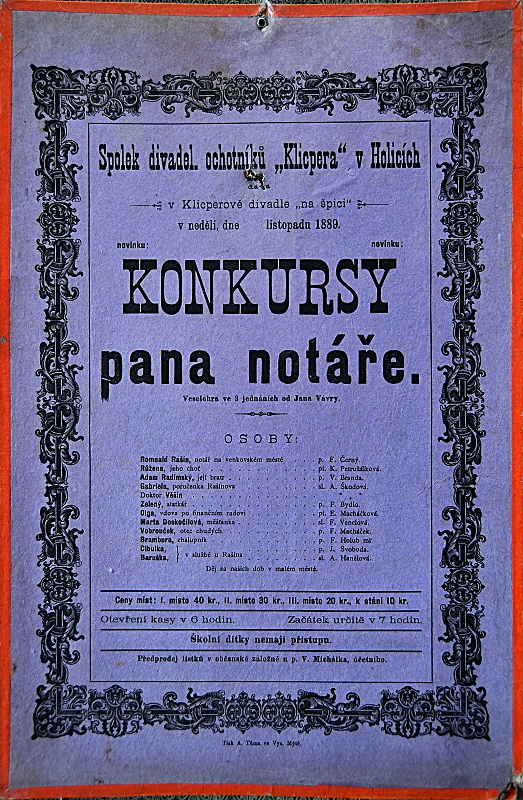 Spolek divadel. ochotníků „Klicpera“ v Holicích
v Klicperově divadle „na špici“
v neděli, dne listopadu 1889.
novinku: novinku:
KONKURSY
pana notáře.
Veselohra ve 3 jednáních od Jana Vávry.
OSOBY:
Romuald Rašín, notář na venkovském městě . . . . p. F. Černý.
Růžena, jeho choť . . . . pí. K. Petružálková.
Adam Radimský, její bratr . . . . p. V. Branda.
Gabriela, poručenka Rašínova . . . . sl. A. Škodová.
Doktor Věšín . . . . * * *
Zelený, statkář . . . . p. F. Bydlo.
Olga, vdova po finančním radovi . . . . pí. E. Macháčková.
Marta Doskočilová, měšťanka . . . . sl. F. Venclová.
Vobrouček, otec chudých . . . . p. F. Macháček.
Brambora, chalupník . . . . p. F. Holub ml.
Cibulka, } v službě u Rašína . . . . p. J. Svoboda.
Baruška, } . . . . sl. A. Hanělová.
Děj za našich dob v malém městě.
Ceny míst: I. místo 40 kr., II. místo 30 kr., III. místo 20 kr., k stání 10 kr.
Otevření kasy v 6 hodin. Začátek určitě v 7 hodin.
Školní dítky nemají přístupu.
Předprodej lístků v občanské záložně u p. V. Michálka, účetního.
Tisk A. Tůma ve Vys. Mýtě.